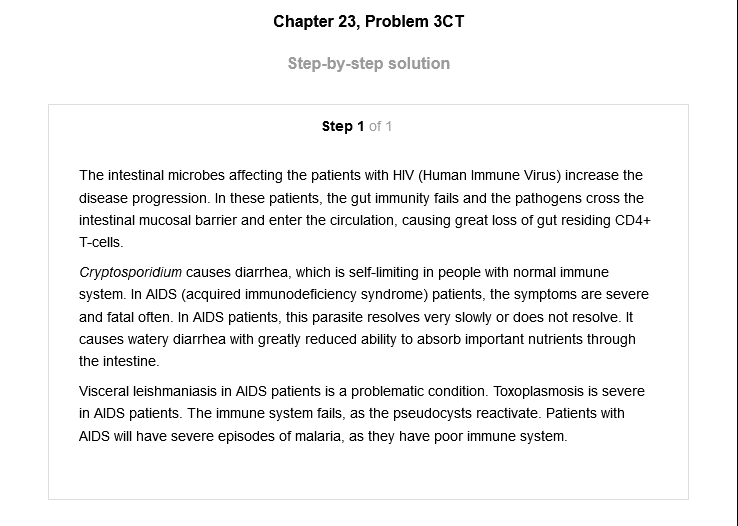 Chapter 23, Problem 3CT
Step-by-step solution
Step 1 of 1
The intestinal microbes affecting the patients with HIV (Human Immune Virus) increase the
disease progression. In these patients, the gut immunity fails and the pathogens cross the
intestinal mucosal barrier and enter the circulation, causing great loss of gut residing CD4+
T-cells.
Cryptosporidium causes diarrhea, which is self-limiting in people with normal immune
system. In AIDS (acquired immunodeficiency syndrome) patients, the symptoms are severe
and fatal often. In AIDS patients, this parasite resolves very slowly or does not resolve. It
causes watery diarrhea with greatly reduced ability to absorb important nutrients through
the intestine.
Visceral leishmaniasis in AIDS patients is a problematic condition. Toxoplasmosis is severe
in AIDS patients. The immune system fails, as the pseudocysts reactivate. Patients with
AIDS will have severe episodes of malaria, as they have poor immune system.